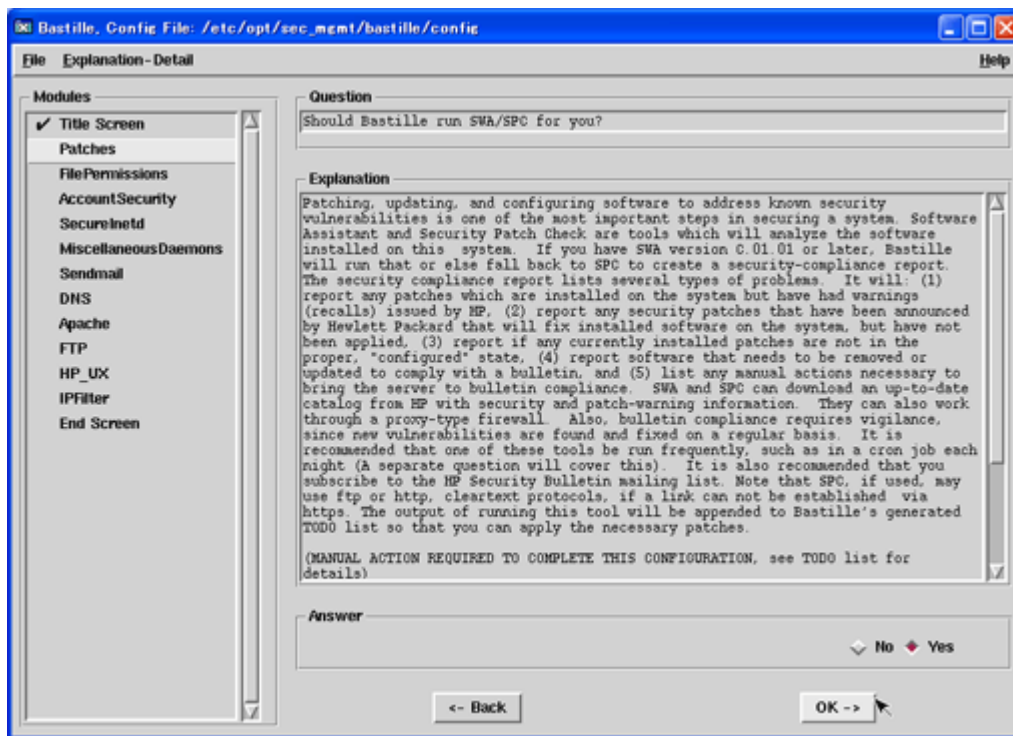 Bastille, Config File: /etc/opt/sec_mgmt/bastille/config
File Explanation-Detail Help
Modules
✔ Title Screen
Patches
FilePermissions
AccountSecurity
SecureInetd
MiscellaneousDaemons
Sendmail
DNS
Apache
FTP
HP_UX
IPFilter
End Screen
Question
Should Bastille run SWA/SPC for you?
Explanation
Patching, updating, and configuring software to address known security
vulnerabilities is one of the most important steps in securing a system. Software
Assistant and Security Patch Check are tools which will analyze the software
installed on this  system.  If you have SWA version C.01.01 or later, Bastille
will run that or else fall back to SPC to create a security-compliance report.
The security compliance report lists several types of problems.  It will: (1)
report any patches which are installed on the system but have had warnings
(recalls) issued by HP, (2) report any security patches that have been announced
by Hewlett Packard that will fix installed software on the system, but have not
been applied, (3) report if any currently installed patches are not in the
proper, "configured" state, (4) report software that needs to be removed or
updated to comply with a bulletin, and (5) list any manual actions necessary to
bring the server to bulletin compliance.  SWA and SPC can download an up-to-date
catalog from HP with security and patch-warning information.  They can also work
through a proxy-type firewall.  Also, bulletin compliance requires vigilance,
since new vulnerabilities are found and fixed on a regular basis.  It is
recommended that one of these tools be run frequently, such as in a cron job each
night (A separate question will cover this).  It is also recommended that you
subscribe to the HP Security Bulletin mailing list. Note that SPC, if used, may
use ftp or http, cleartext protocols, if a link can not be established  via
https. The output of running this tool will be appended to Bastille's generated
TODO list so that you can apply the necessary patches.
(MANUAL ACTION REQUIRED TO COMPLETE THIS CONFIGURATION, see TODO list for
details)
Answer
No Yes
<- Back
OK ->